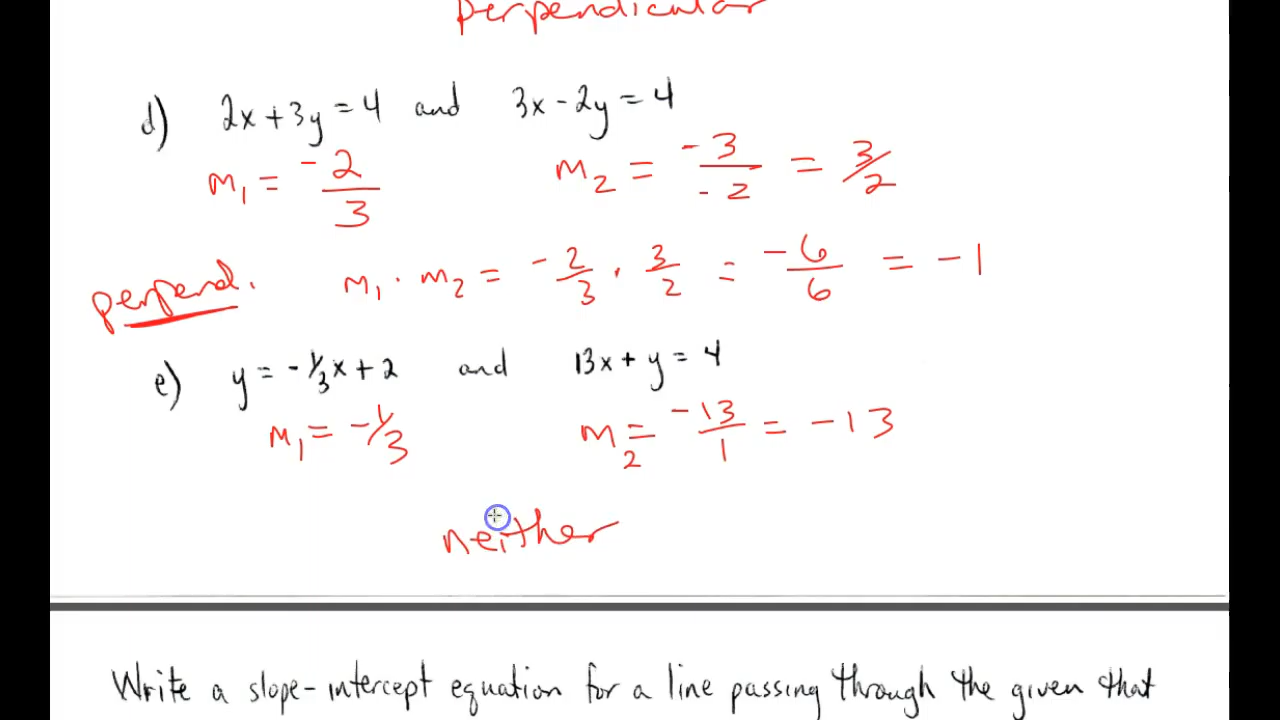 perpendicular
d) 2x + 3y = 4 and 3x - 2y = 4
m₁ = -2/3 m₂ = -3/-2 = 3/2
perpend. m₁ · m₂ = -2/3 · 3/2 = -6/6 = -1
e) y = -1/3x + 2 and 13x + y = 4
m₁ = -1/3 m₂ = -13/1 = -13
neither
Write a slope-intercept equation for a line passing through the given that